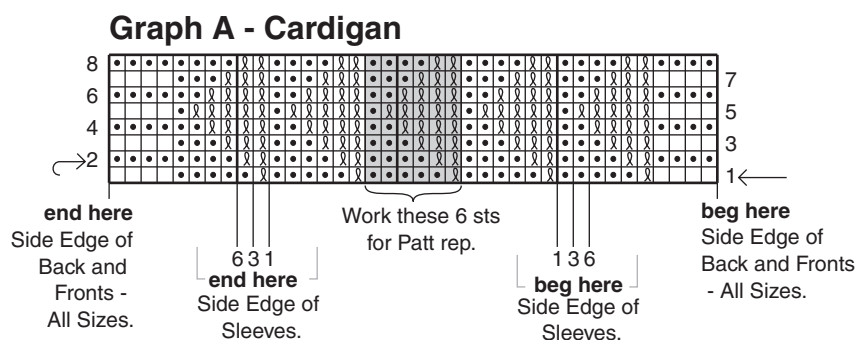 Graph A - Cardigan
8
7
6
5
4
3
2
1
end here
Side Edge of
Back and
Fronts -
All Sizes.
6 3 1
end here
Side Edge of
Sleeves.
Work these 6 sts
for Patt rep.
1 3 6
beg here
Side Edge of
Sleeves.
beg here
Side Edge of
Back and Fronts
- All Sizes.